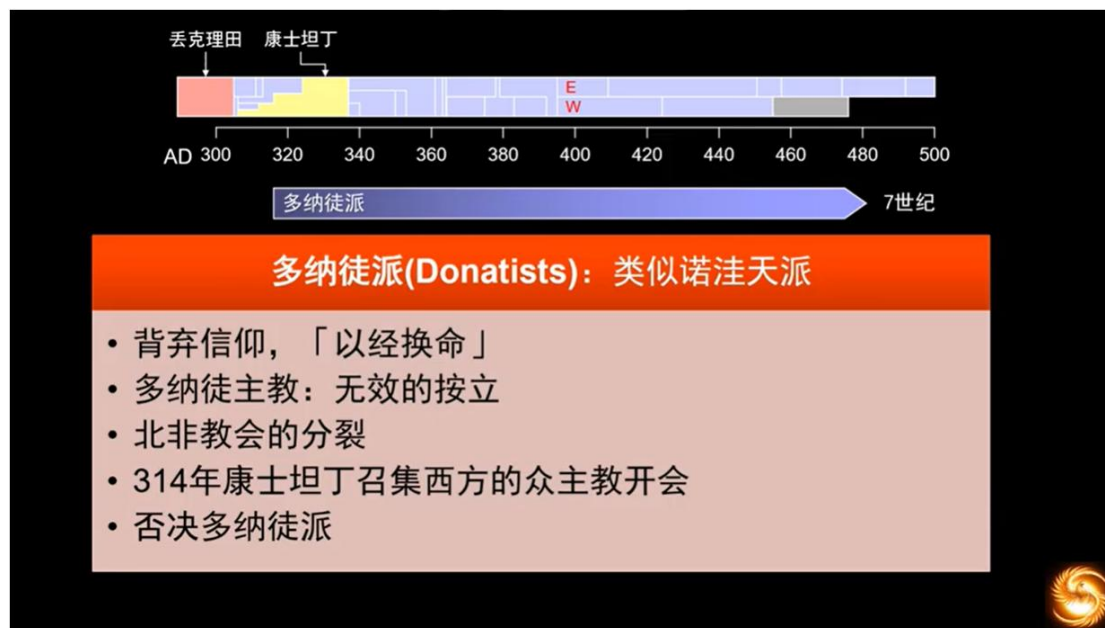 丢克理田 康士坦丁
E
W
AD 300 320 340 360 380 400 420 440 460 480 500
多纳徒派 7世纪
多纳徒派(Donatists)：类似诺洼天派
• 背弃信仰，「以经换命」
• 多纳徒主教：无效的按立
• 北非教会的分裂
• 314年康士坦丁召集西方的众主教开会
• 否决多纳徒派